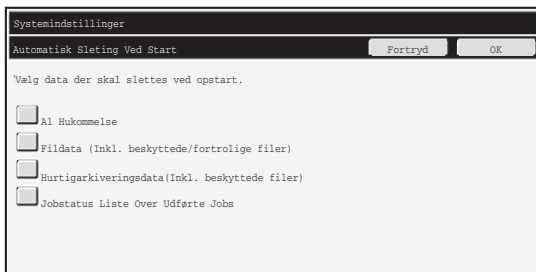 Systemindstillinger
Automatisk Sleting Ved Start Fortryd OK
'Vælg data der skal slettes ved opstart.
Al Hukommelse
Fildata (Inkl. beskyttede/fortrolige filer)
Hurtigarkiveringsdata(Inkl. beskyttede filer)
Jobstatus Liste Over Udførte Jobs